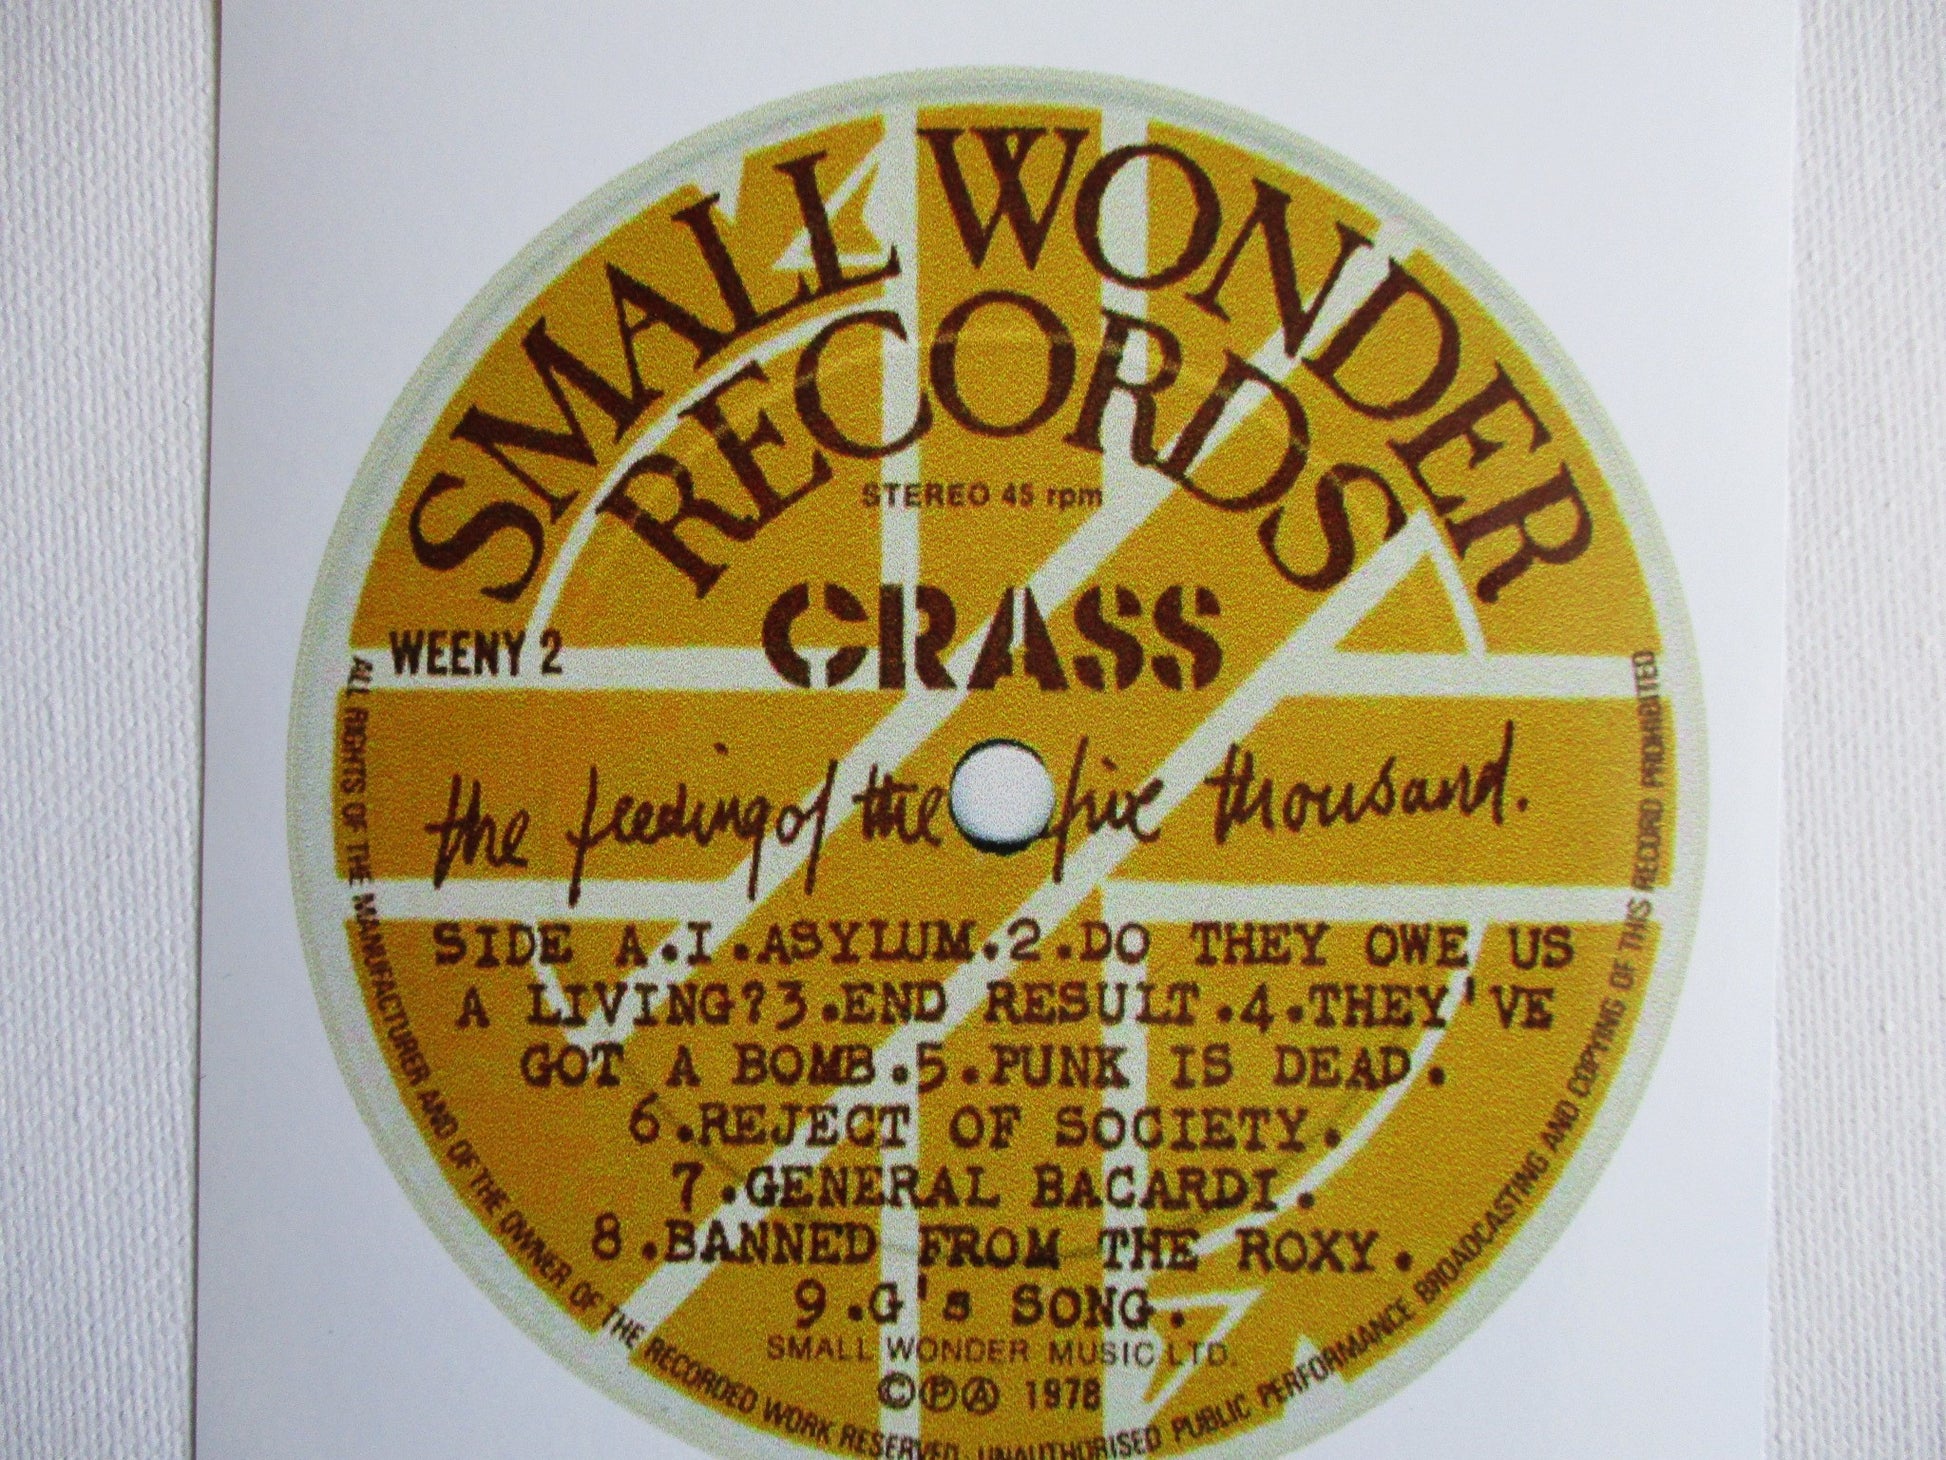 SMALL WONDER
RECORDS
STEREO 45 rpm
CRASS
WEENY 2
the feeding of the five thousand.
SIDE A.I.ASYLUM.2.DO THEY OWE US
A LIVING?3.END RESULT.4.THEY'VE
GOT A BOMB.5.PUNK IS DEAD.
6.REJECT OF SOCIETY.
7.GENERAL BACARDI.
8.BANNED FROM THE ROXY.
9.G's SONG.
SMALL WONDER MUSIC LTD.
©ⓅⒶ 1978
ALL RIGHTS OF THE MANUFACTURER AND OF THE OWNER OF THE RECORDED WORK RESERVED. UNAUTHORISED PUBLIC PERFORMANCE BROADCASTING AND COPYING OF THIS RECORD PROHIBITED